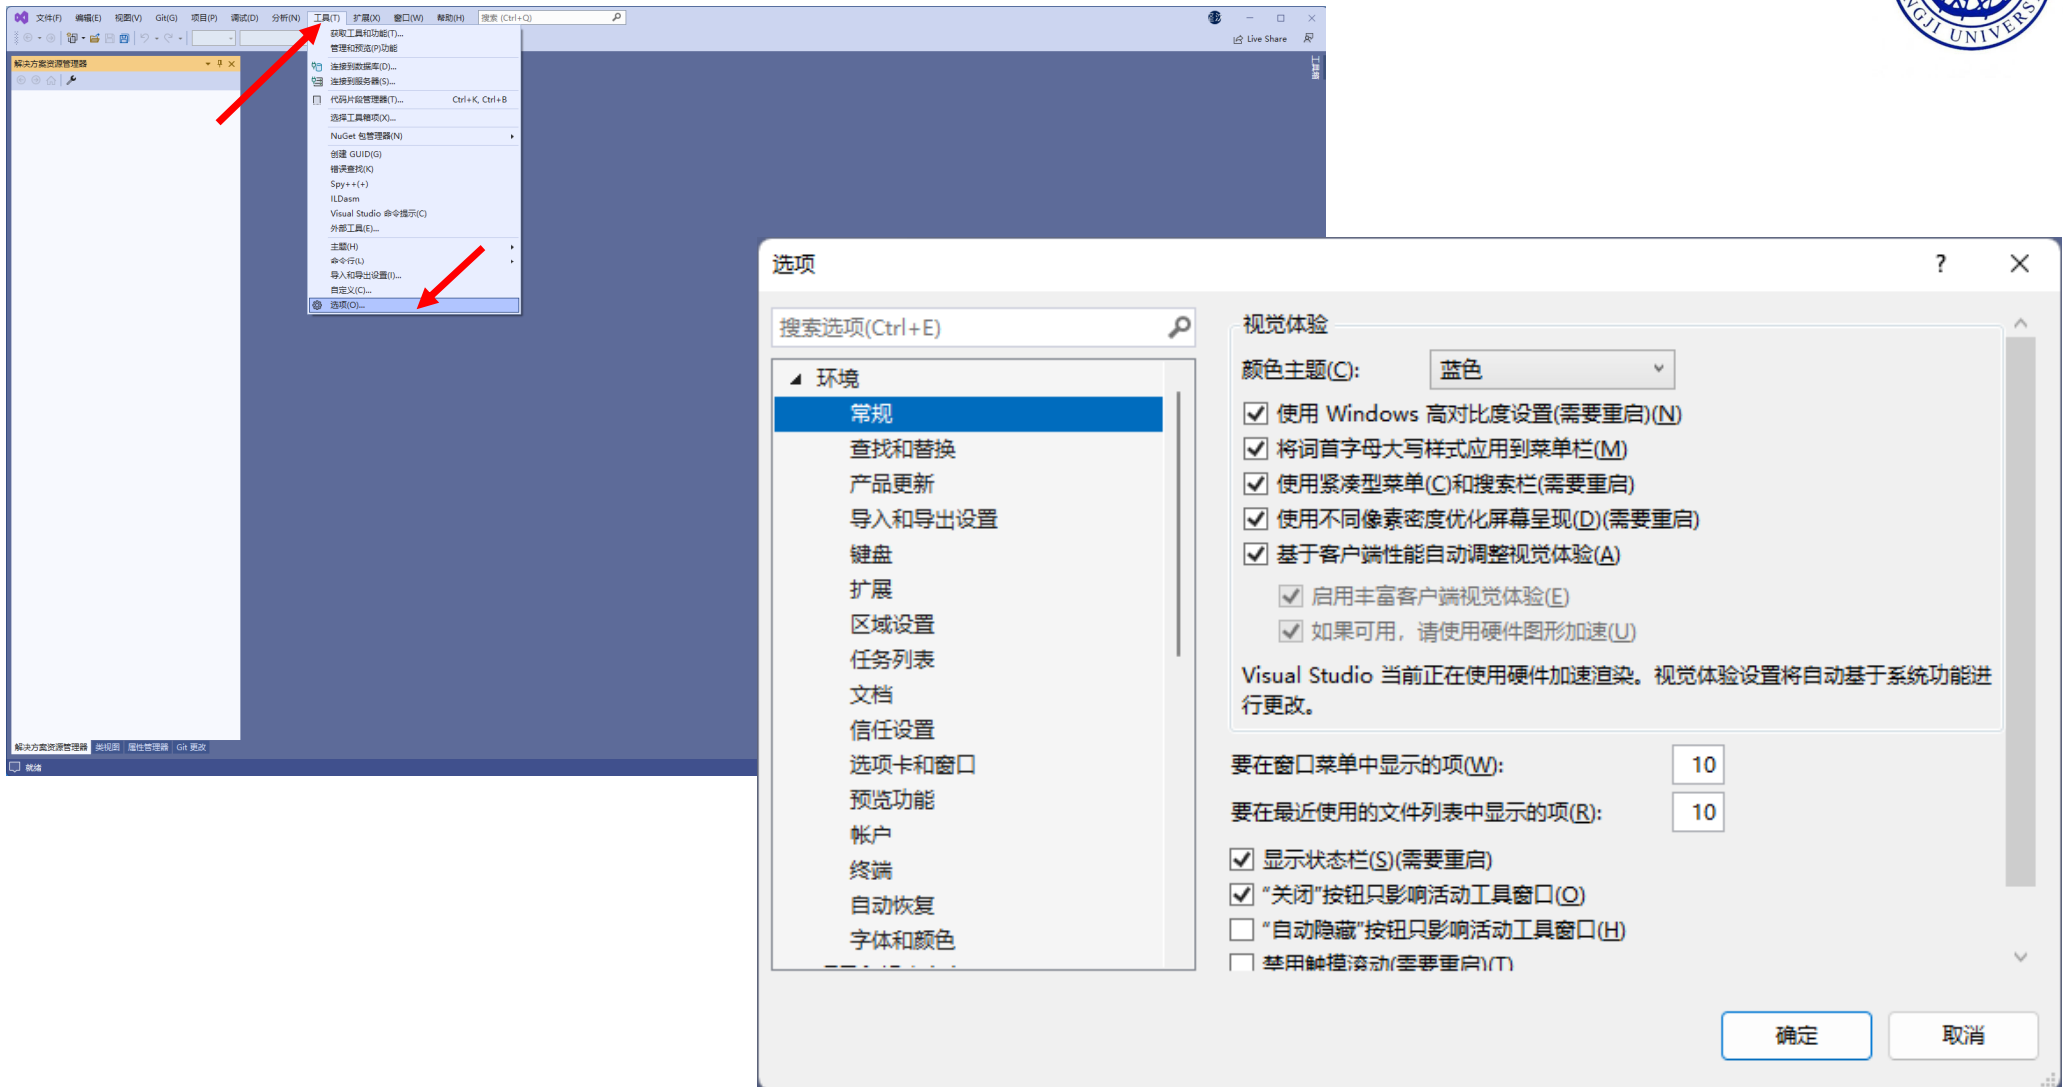 文件(F) 编辑(E) 视图(V) Git(G) 项目(P) 调试(D) 分析(N) 工具(T) 扩展(X) 窗口(W) 帮助(H) 搜索 (Ctrl+Q)
Live Share
解决方案资源管理器
工具箱
获取工具和功能(T)...
管理和预览(P)功能
连接到数据库(D)...
连接到服务器(S)...
代码片段管理器(T)... Ctrl+K, Ctrl+B
选择工具箱项(X)...
NuGet 包管理器(N)
创建 GUID(G)
错误查找(K)
Spy++(+)
ILDasm
Visual Studio 命令提示(C)
外部工具(E)...
主题(H)
命令行(L)
导入和导出设置(I)...
自定义(C)...
选项(O)...
解决方案资源管理器 类视图 属性管理器 Git 更改
就绪
NGJI UNIVERS
选项
搜索选项(Ctrl+E)
环境
常规
查找和替换
产品更新
导入和导出设置
键盘
扩展
区域设置
任务列表
文档
信任设置
选项卡和窗口
预览功能
帐户
终端
自动恢复
字体和颜色
视觉体验
颜色主题(C): 蓝色
使用 Windows 高对比度设置(需要重启)(N)
将词首字母大写样式应用到菜单栏(M)
使用紧凑型菜单(C)和搜索栏(需要重启)
使用不同像素密度优化屏幕呈现(D)(需要重启)
基于客户端性能自动调整视觉体验(A)
启用丰富客户端视觉体验(E)
如果可用，请使用硬件图形加速(U)
Visual Studio 当前正在使用硬件加速渲染。视觉体验设置将自动基于系统功能进
行更改。
要在窗口菜单中显示的项(W): 10
要在最近使用的文件列表中显示的项(R): 10
显示状态栏(S)(需要重启)
“关闭”按钮只影响活动工具窗口(O)
“自动隐藏”按钮只影响活动工具窗口(H)
禁用触摸滚动(需要重启)(T)
确定 取消